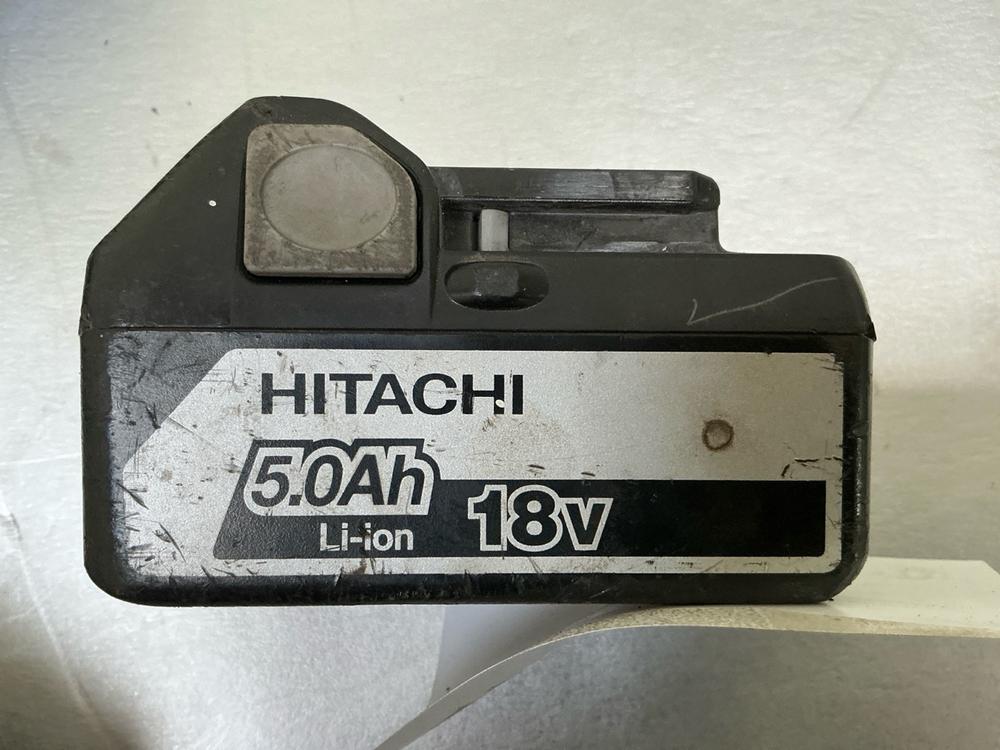 HITACHI
5.0Ah
Li-ion
18v